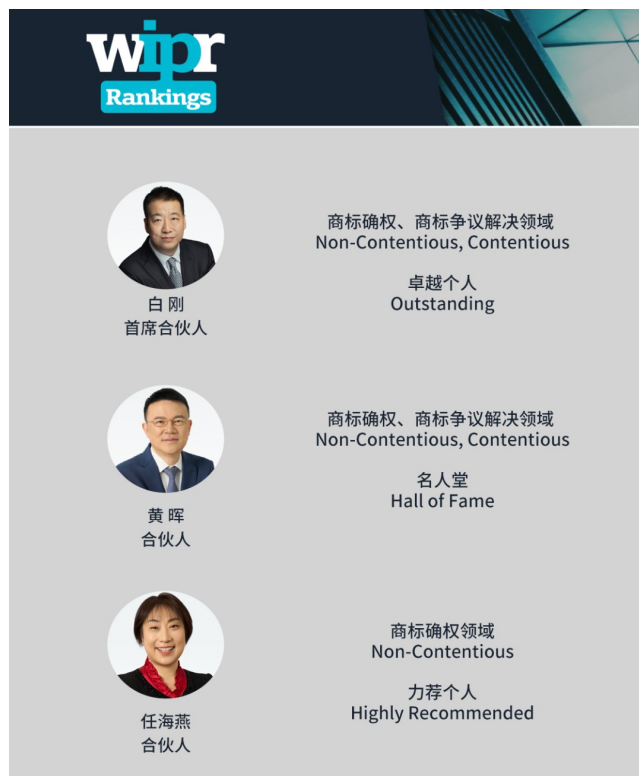 wipr
Rankings
白 刚
首席合伙人
商标确权、商标争议解决领域
Non-Contentious, Contentious
卓越个人
Outstanding
黄 晖
合伙人
商标确权、商标争议解决领域
Non-Contentious, Contentious
名人堂
Hall of Fame
任海燕
合伙人
商标确权领域
Non-Contentious
力荐个人
Highly Recommended